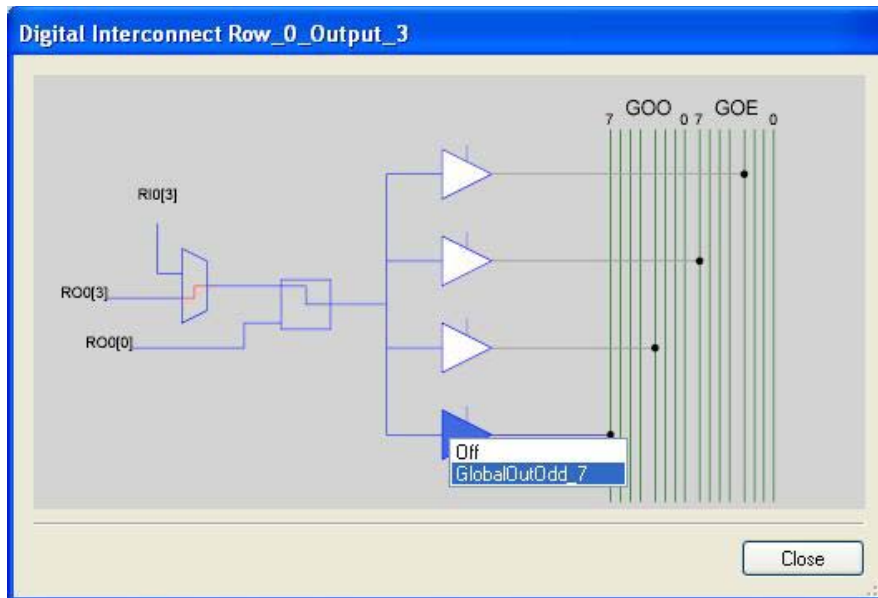 Digital Interconnect Row_0_Output_3
7 GOO 0 7 GOE 0
RI0[3]
RO0[3]
RO0[0]
Off
GlobalOutOdd_7
Close